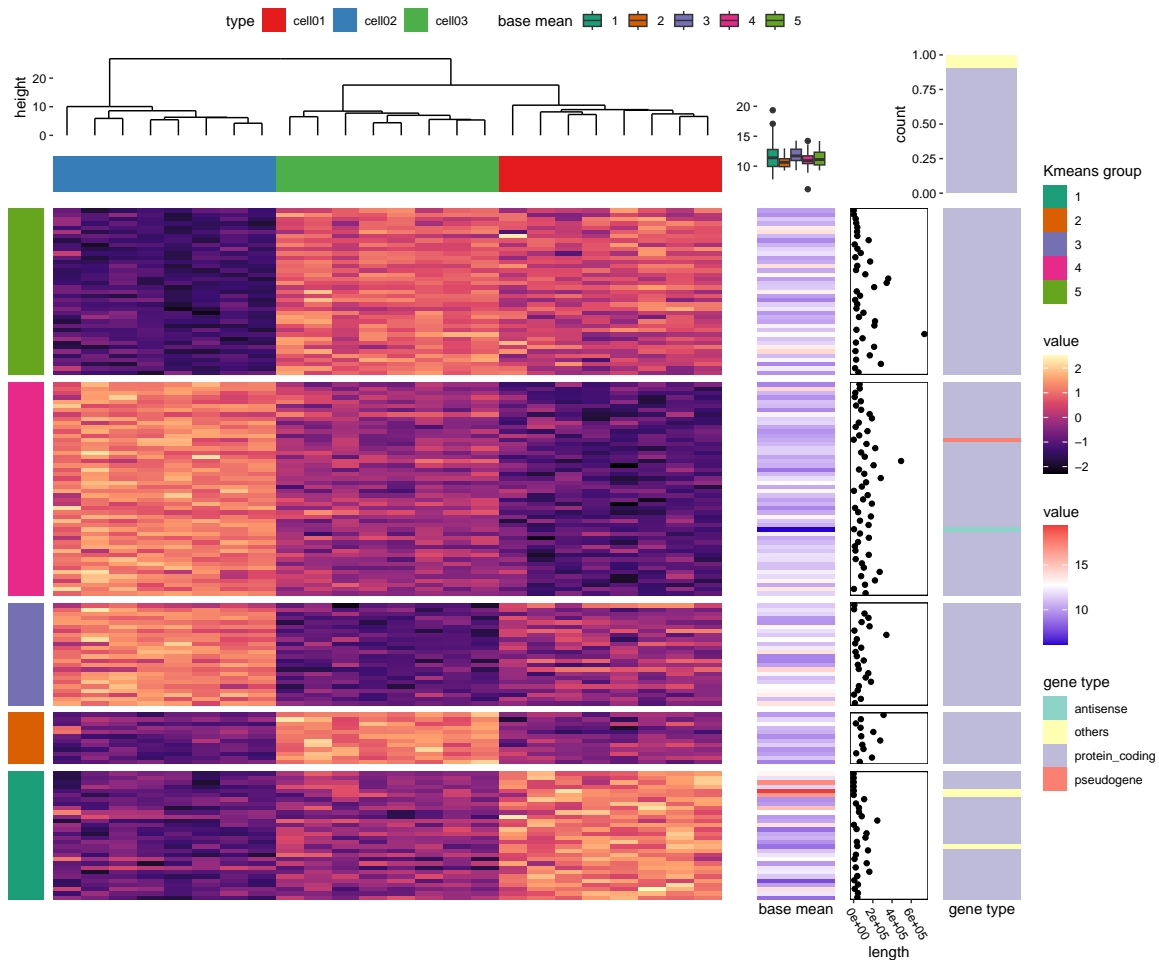 type cell01 cell02 cell03 base mean 1 2 3 4 5
height
20
10
0
20
15
10
count
1.00
0.75
0.50
0.25
0.00
Kmeans group
1
2
3
4
5
value
2
1
0
−1
−2
value
15
10
gene type
antisense
others
protein_coding
pseudogene
base mean
0e+00
2e+05
4e+05
6e+05
length
gene type